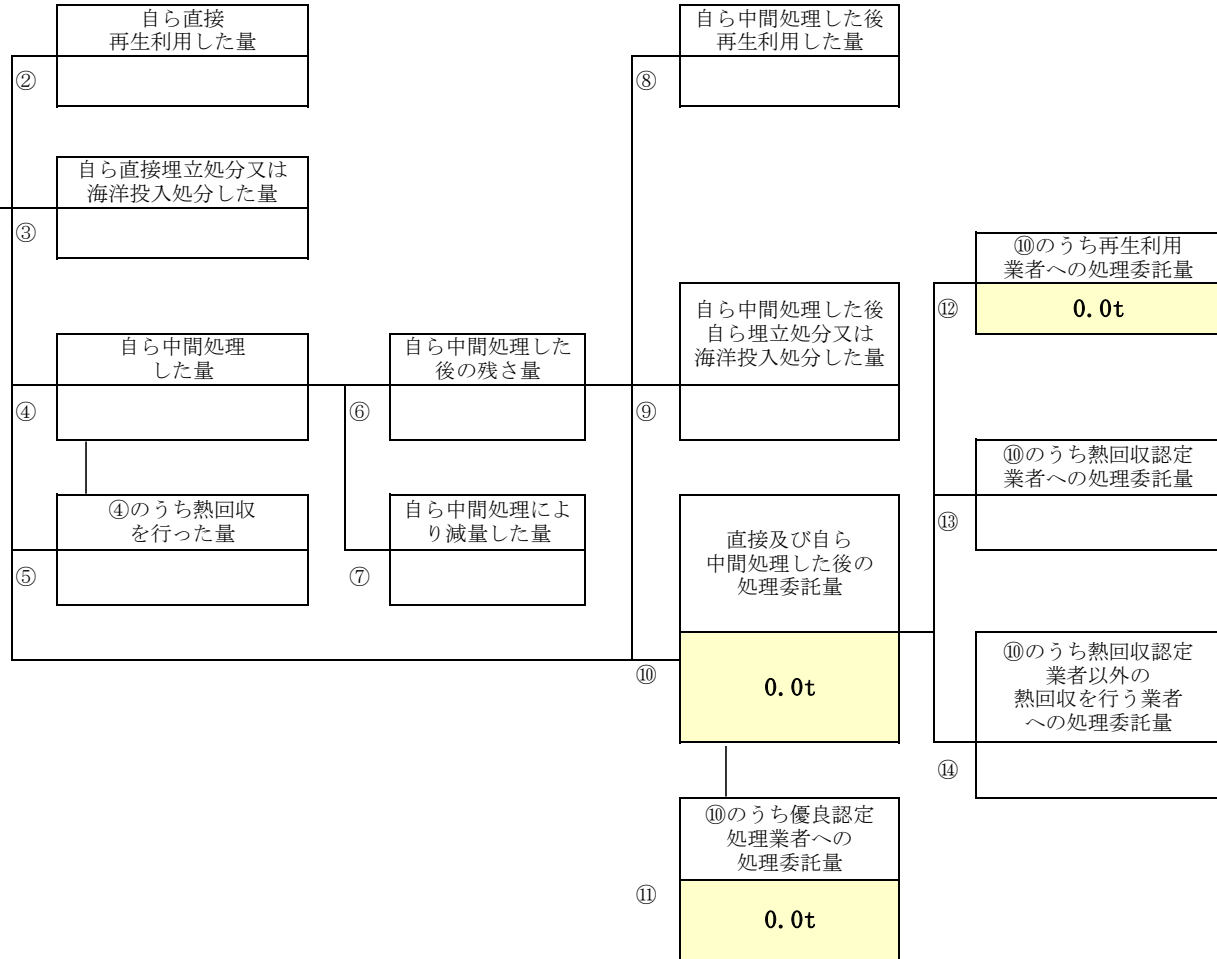 自ら直接
再生利用した量
②
自ら直接埋立処分又は
海洋投入処分した量
③
自ら中間処理
した量
④
④のうち熱回収
を行った量
⑤
自ら中間処理した
後の残さ量
⑥
自ら中間処理によ
り減量した量
⑦
自ら中間処理した後
再生利用した量
⑧
自ら中間処理した後
自ら埋立処分又は
海洋投入処分した量
⑨
直接及び自ら
中間処理した後の
処理委託量
⑩
0.0t
⑩のうち優良認定
処理業者への
処理委託量
⑪
0.0t
⑩のうち再生利用
業者への処理委託量
⑫
0.0t
⑩のうち熱回収認定
業者への処理委託量
⑬
⑩のうち熱回収認定
業者以外の
熱回収を行う業者
への処理委託量
⑭